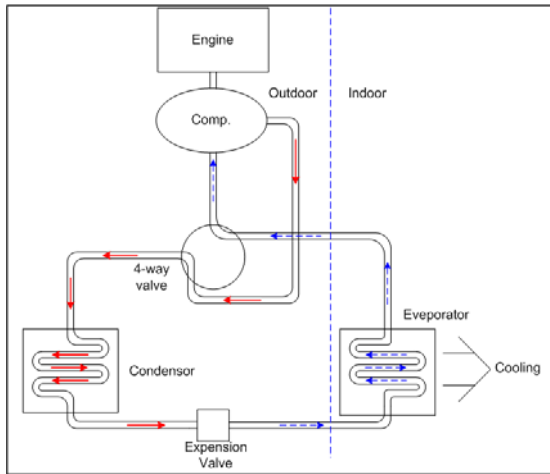 Engine
Outdoor
Indoor
Comp.
4-way
valve
Eveporator
Condensor
Cooling
Expension
Valve